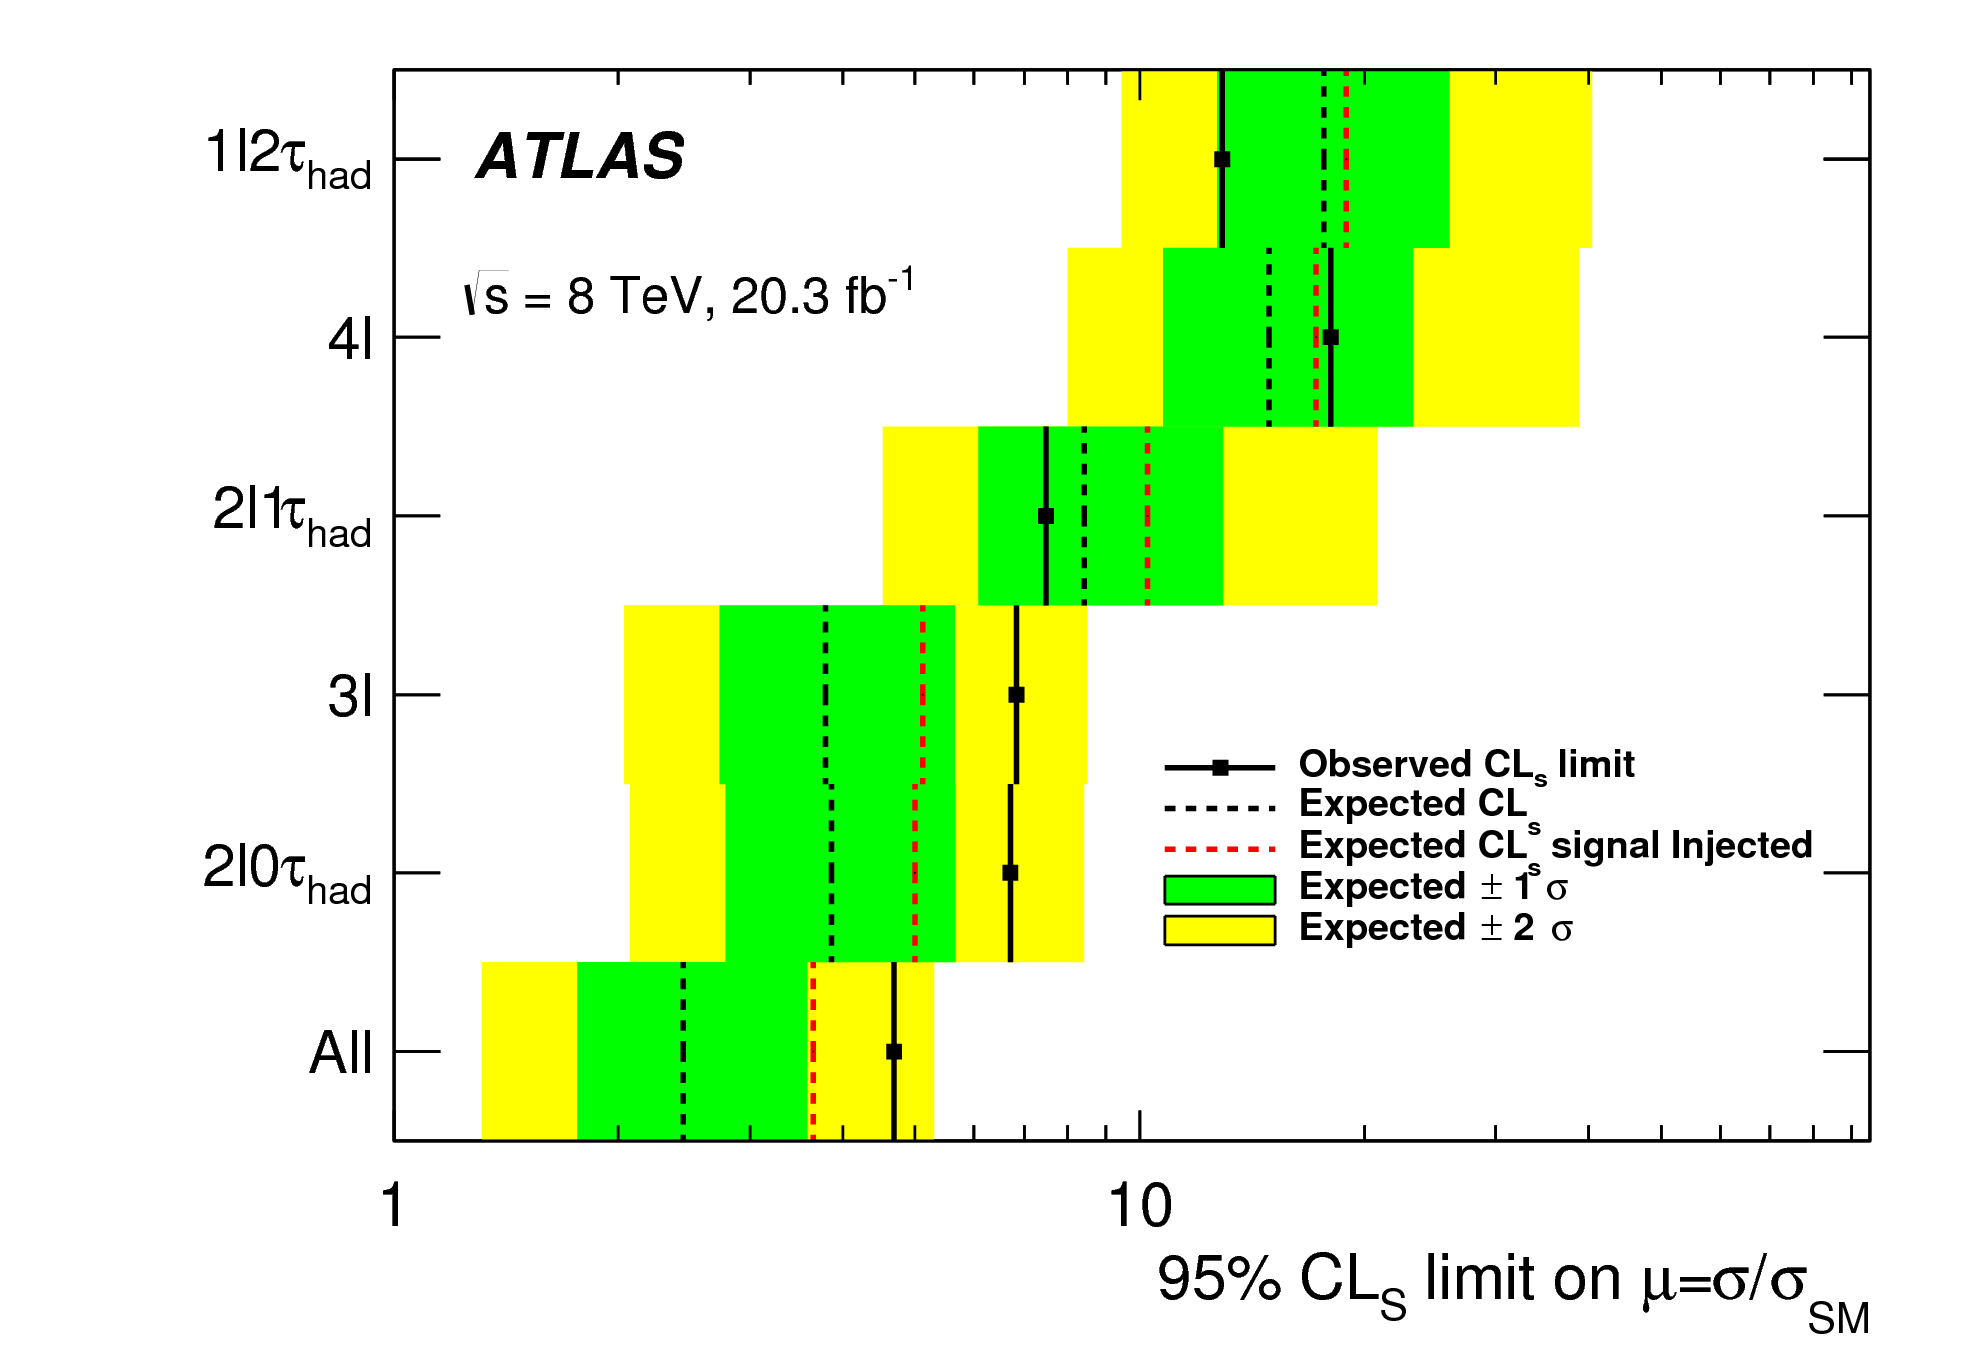 ATLAS
√s = 8 TeV, 20.3 fb-1
1l2τhad
4l
2l1τhad
3l
2l0τhad
All
Observed CLs limit
Expected CLs
Expected CLs signal Injected
Expected ± 1 σ
Expected ± 2 σ
1
10
95% CLS limit on μ=σ/σSM